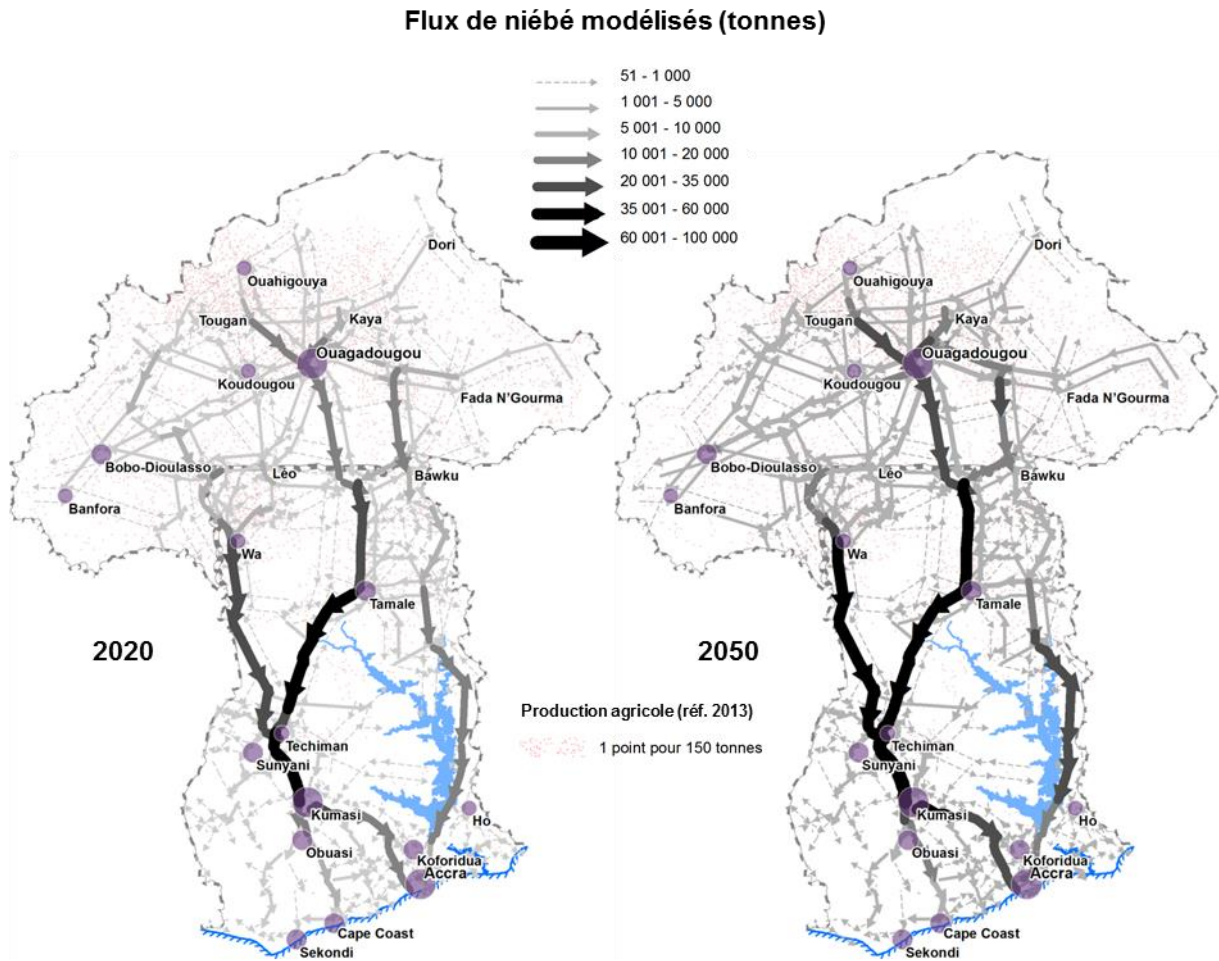 Flux de niébé modélisés (tonnes)
51 - 1 000
1 001 - 5 000
5 001 - 10 000
10 001 - 20 000
20 001 - 35 000
35 001 - 60 000
60 001 - 100 000
Dori
Ouahigouya
Tougan
Kaya
Ouagadougou
Koudougou
Fada N'Gourma
Bobo-Dioulasso
Léo
Bawku
Banfora
Wa
Tamale
2020
Techiman
Sunyani
Kumasi
Ho
Obuasi
Koforidua
Accra
Cape Coast
Sekondi
Production agricole (réf. 2013)
1 point pour 150 tonnes
Dori
Ouahigouya
Tougan
Kaya
Ouagadougou
Koudougou
Fada N'Gourma
Bobo-Dioulasso
Léo
Bawku
Banfora
Wa
Tamale
2050
Techiman
Sunyani
Kumasi
Ho
Obuasi
Koforidua
Accra
Cape Coast
Sekondi